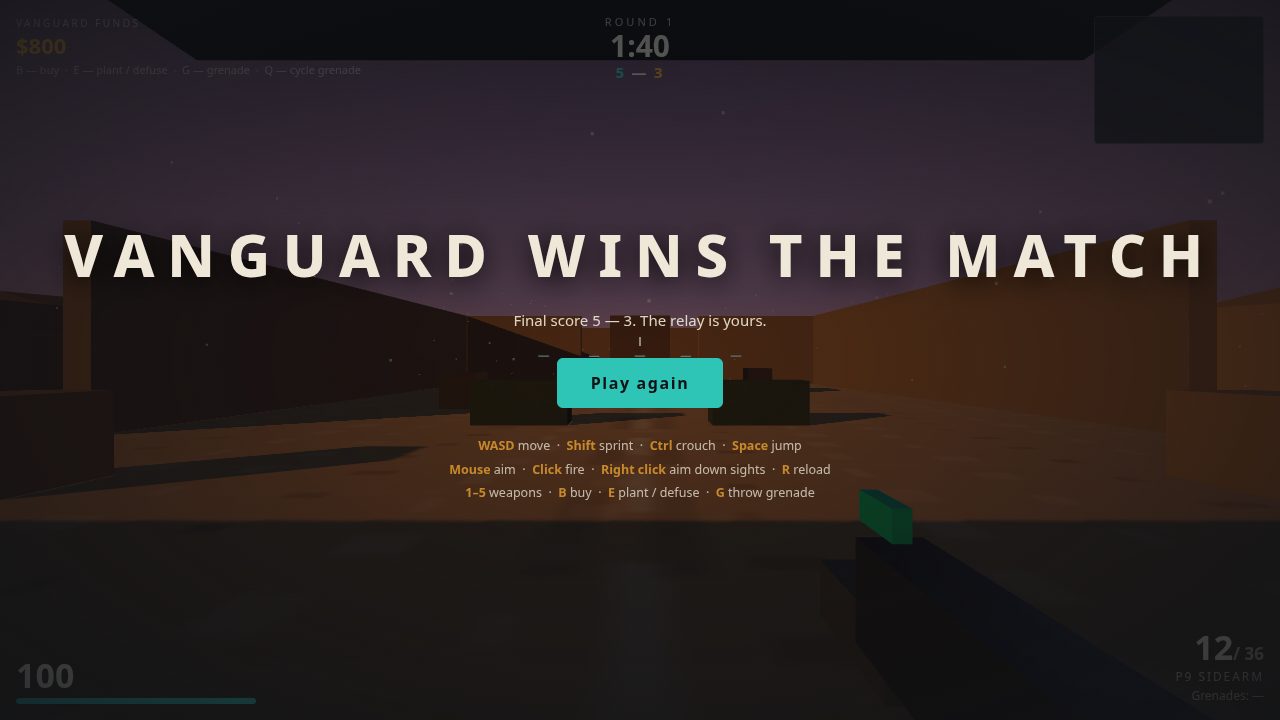 VANGUARD FUNDS
$800
B — buy · E — plant / defuse · G — grenade · Q — cycle grenade
ROUND 1
1:40
5 — 3
VANGUARD WINS THE MATCH
Final score 5 — 3. The relay is yours.
Play again
WASD move · Shift sprint · Ctrl crouch · Space jump
Mouse aim · Click fire · Right click aim down sights · R reload
1–5 weapons · B buy · E plant / defuse · G throw grenade
100
12 / 36
P9 SIDEARM
Grenades: —